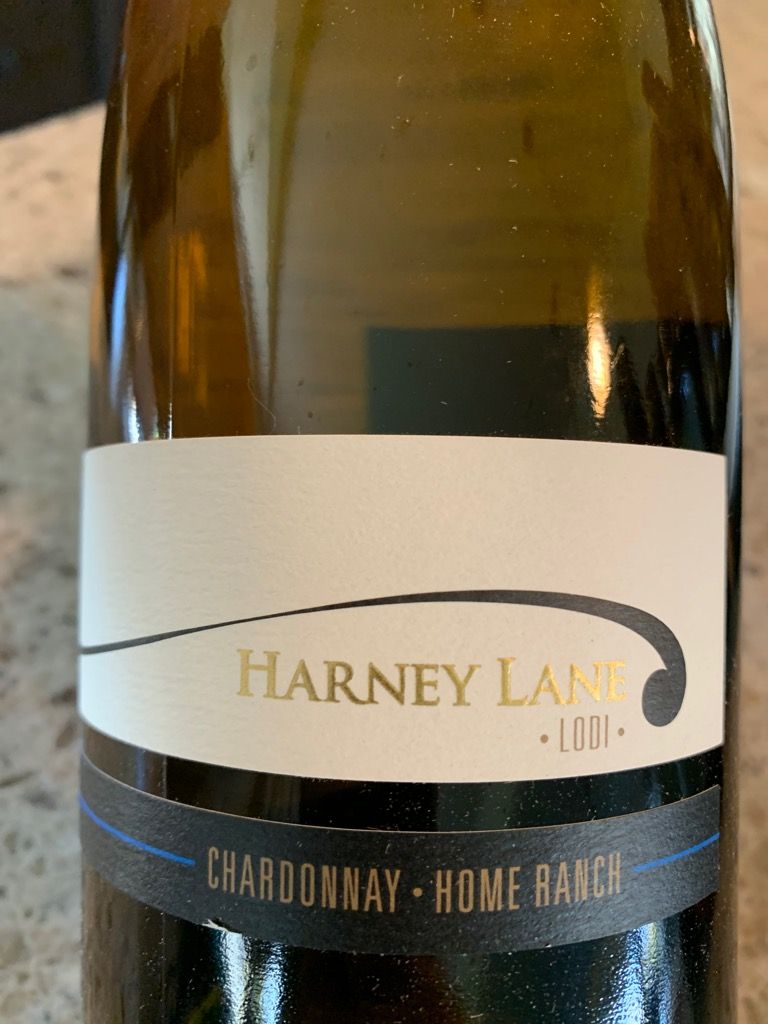 HARNEY LANE
• LODI •
CHARDONNAY • HOME RANCH